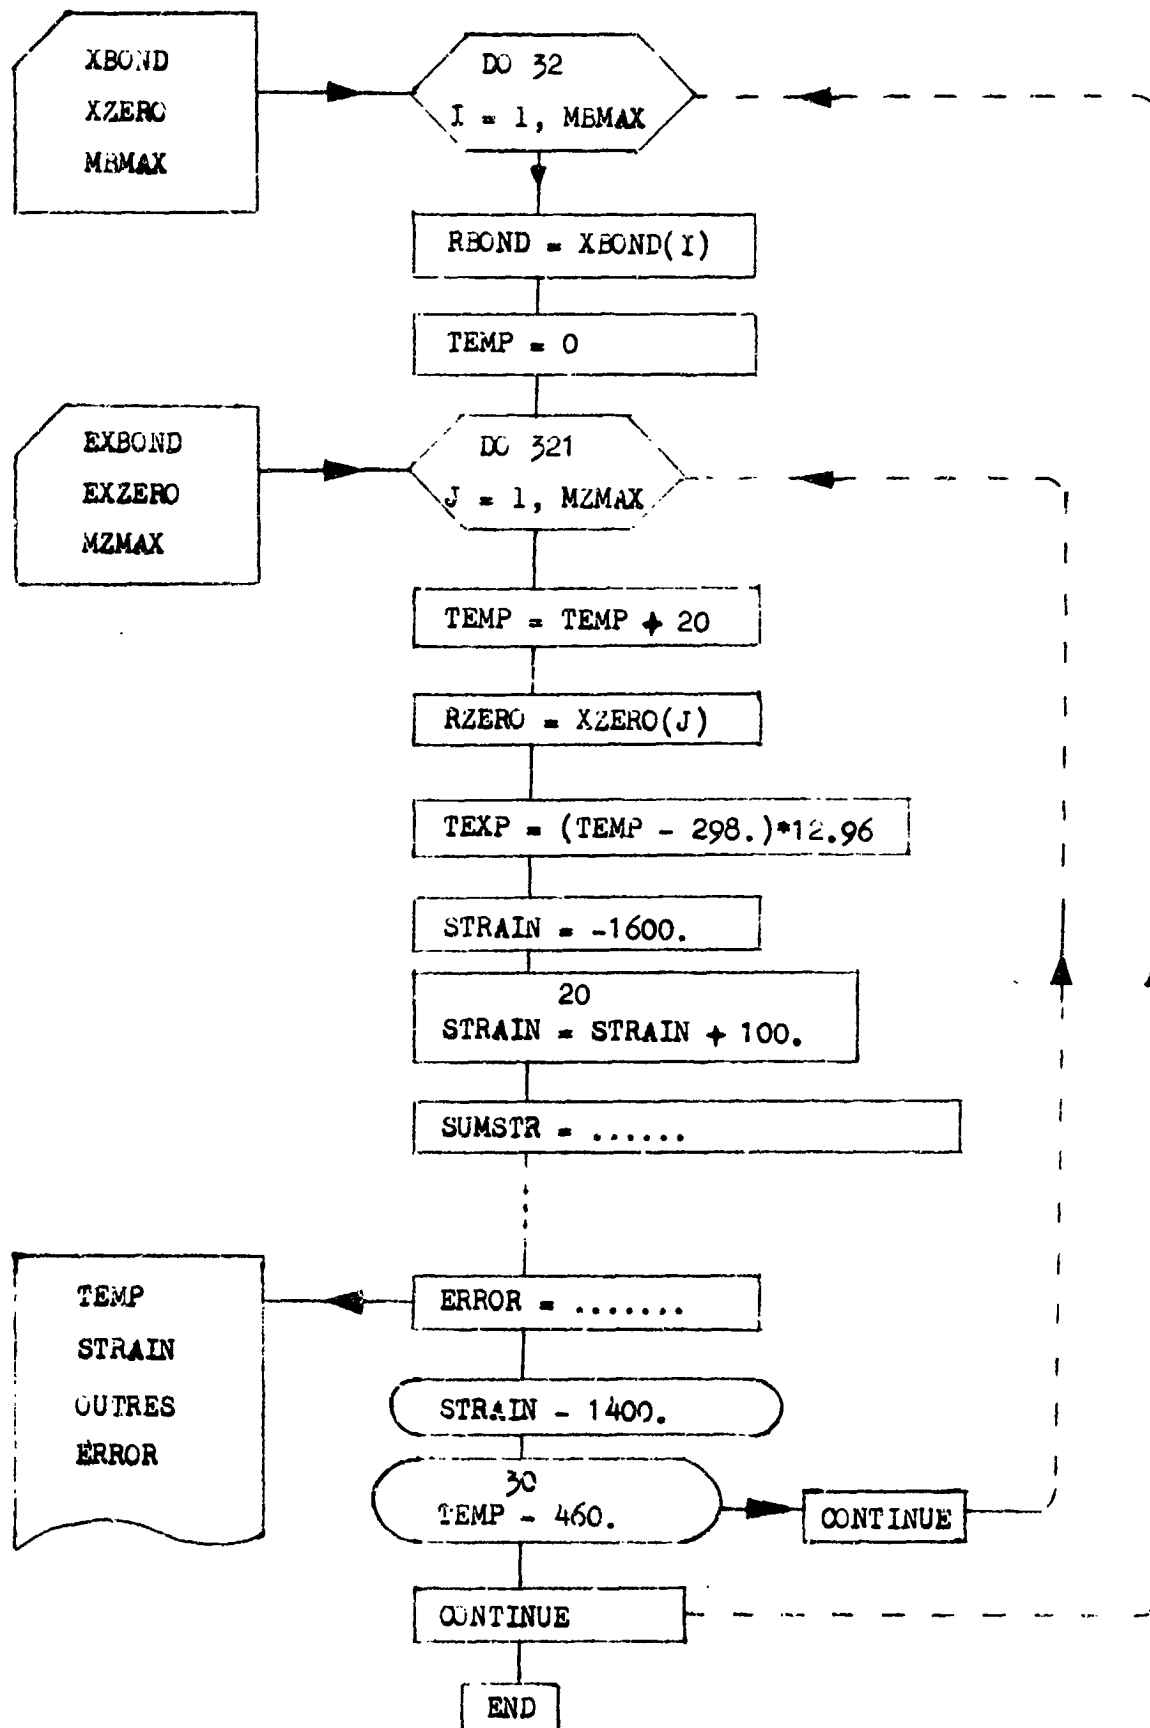 XBOND
XZERO
MBMAX
DO 32
I = 1, MBMAX
RBOND = XBOND(I)
TEMP = 0
EXBOND
EXZERO
MZMAX
DO 321
J = 1, MZMAX
TEMP = TEMP + 20
RZERO = XZERO(J)
TEXP = (TEMP - 298.)*12.96
STRAIN = -1600.
20
STRAIN = STRAIN + 100.
SUMSTR = ......
TEMP
STRAIN
OUTRES
ERROR
ERROR = .......
STRAIN - 1400.
30
TEMP - 460.
CONTINUE
CONTINUE
END